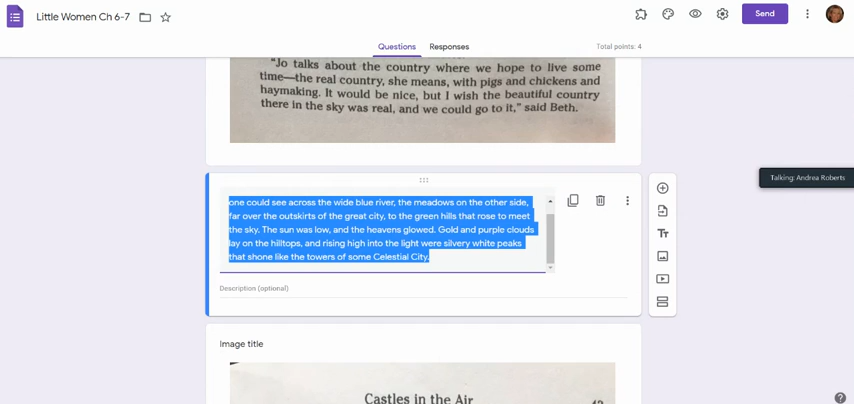 Little Women Ch 6-7
Send
Questions
Responses
Total points: 4
"Jo talks about the country where we hope to live some
time—the real country, she means, with pigs and chickens and
haymaking. It would be nice, but I wish the beautiful country
there in the sky was real, and we could go to it," said Beth.
Talking: Andrea Roberts
one could see across the wide blue river, the meadows on the other side,
far over the outskirts of the great city, to the green hills that rose to meet
the sky. The sun was low, and the heavens glowed. Gold and purple clouds
lay on the hilltops, and rising high into the light were silvery white peaks
that shone like the towers of some Celestial City.
Description (optional)
Image title
Castles in the Air